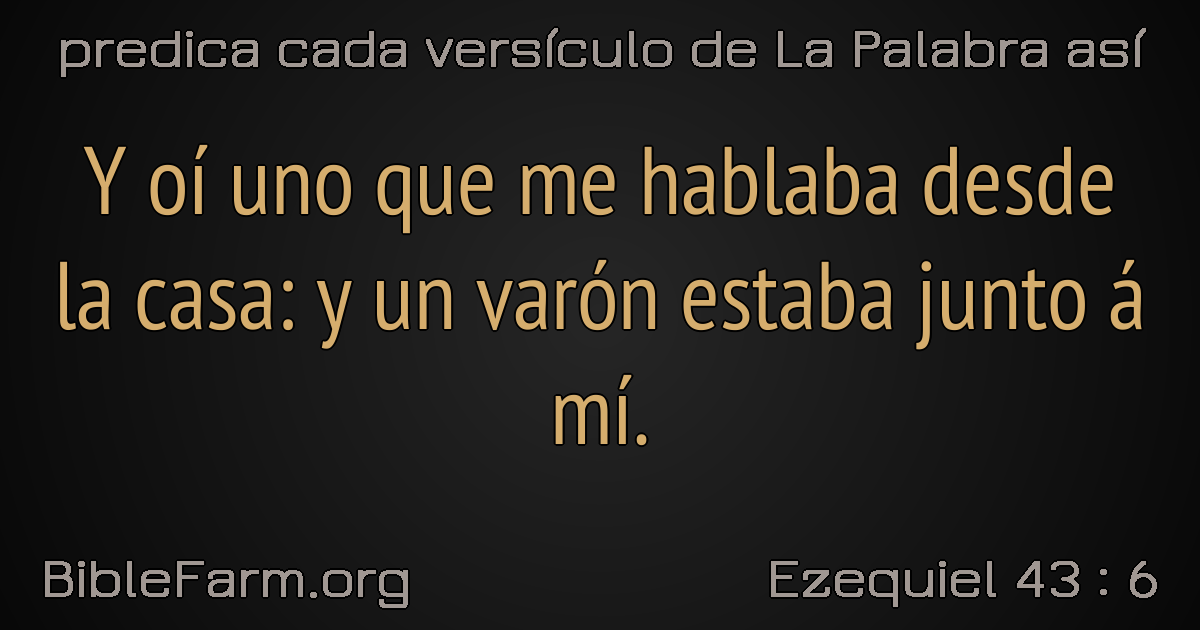 predica cada versículo de La Palabra así
Y oí uno que me hablaba desde
la casa: y un varón estaba junto á
mí.
BibleFarm.org
Ezequiel 43 : 6